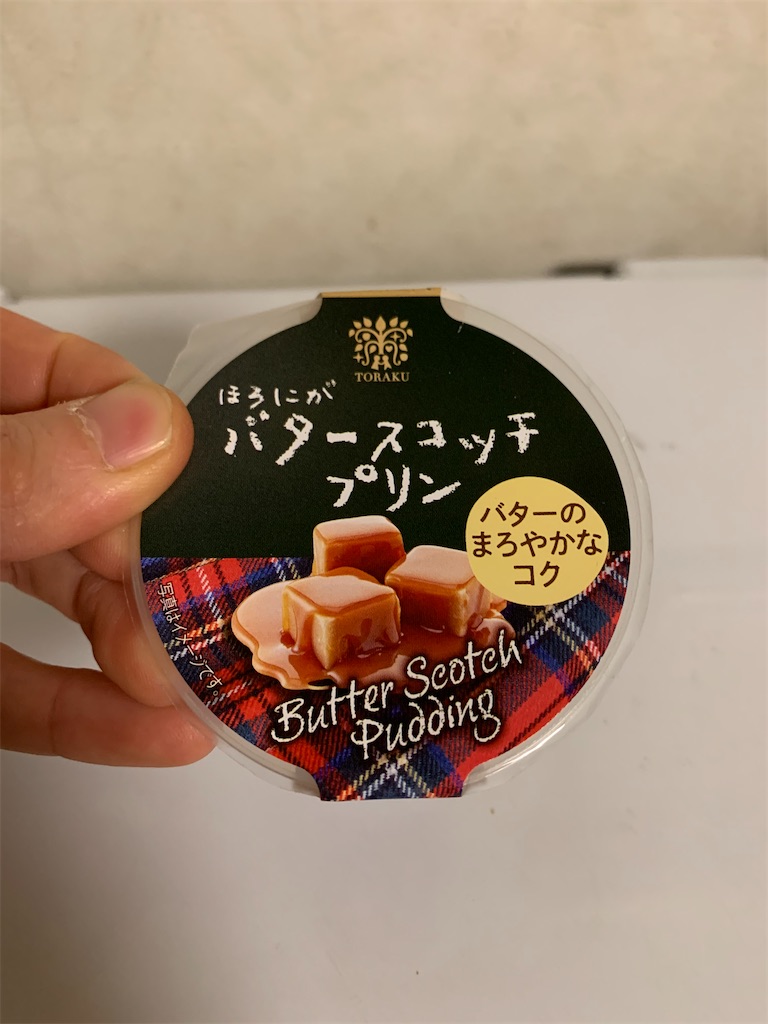 TORAKU
ほろにが
バタースコッチ
プリン
バターの
まろやかな
コク
写真はイメージです。
Butter Scotch
Pudding